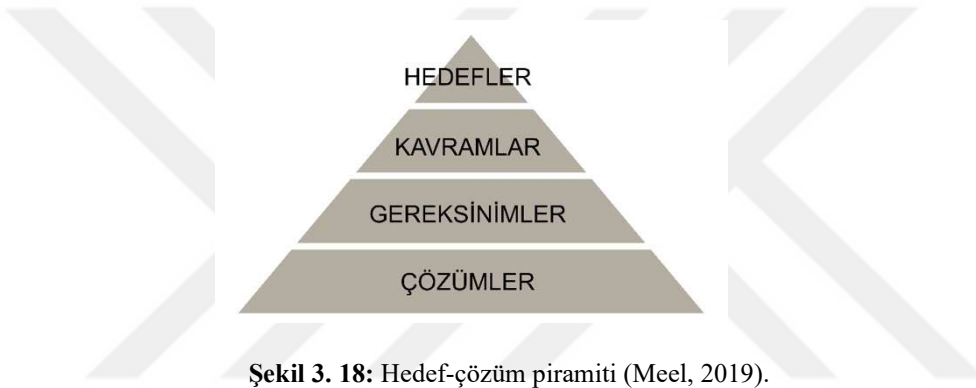 HEDEFLER
KAVRAMLAR
GEREKSİNİMLER
ÇÖZÜMLER
Şekil 3. 18: Hedef-çözüm piramiti (Meel, 2019).